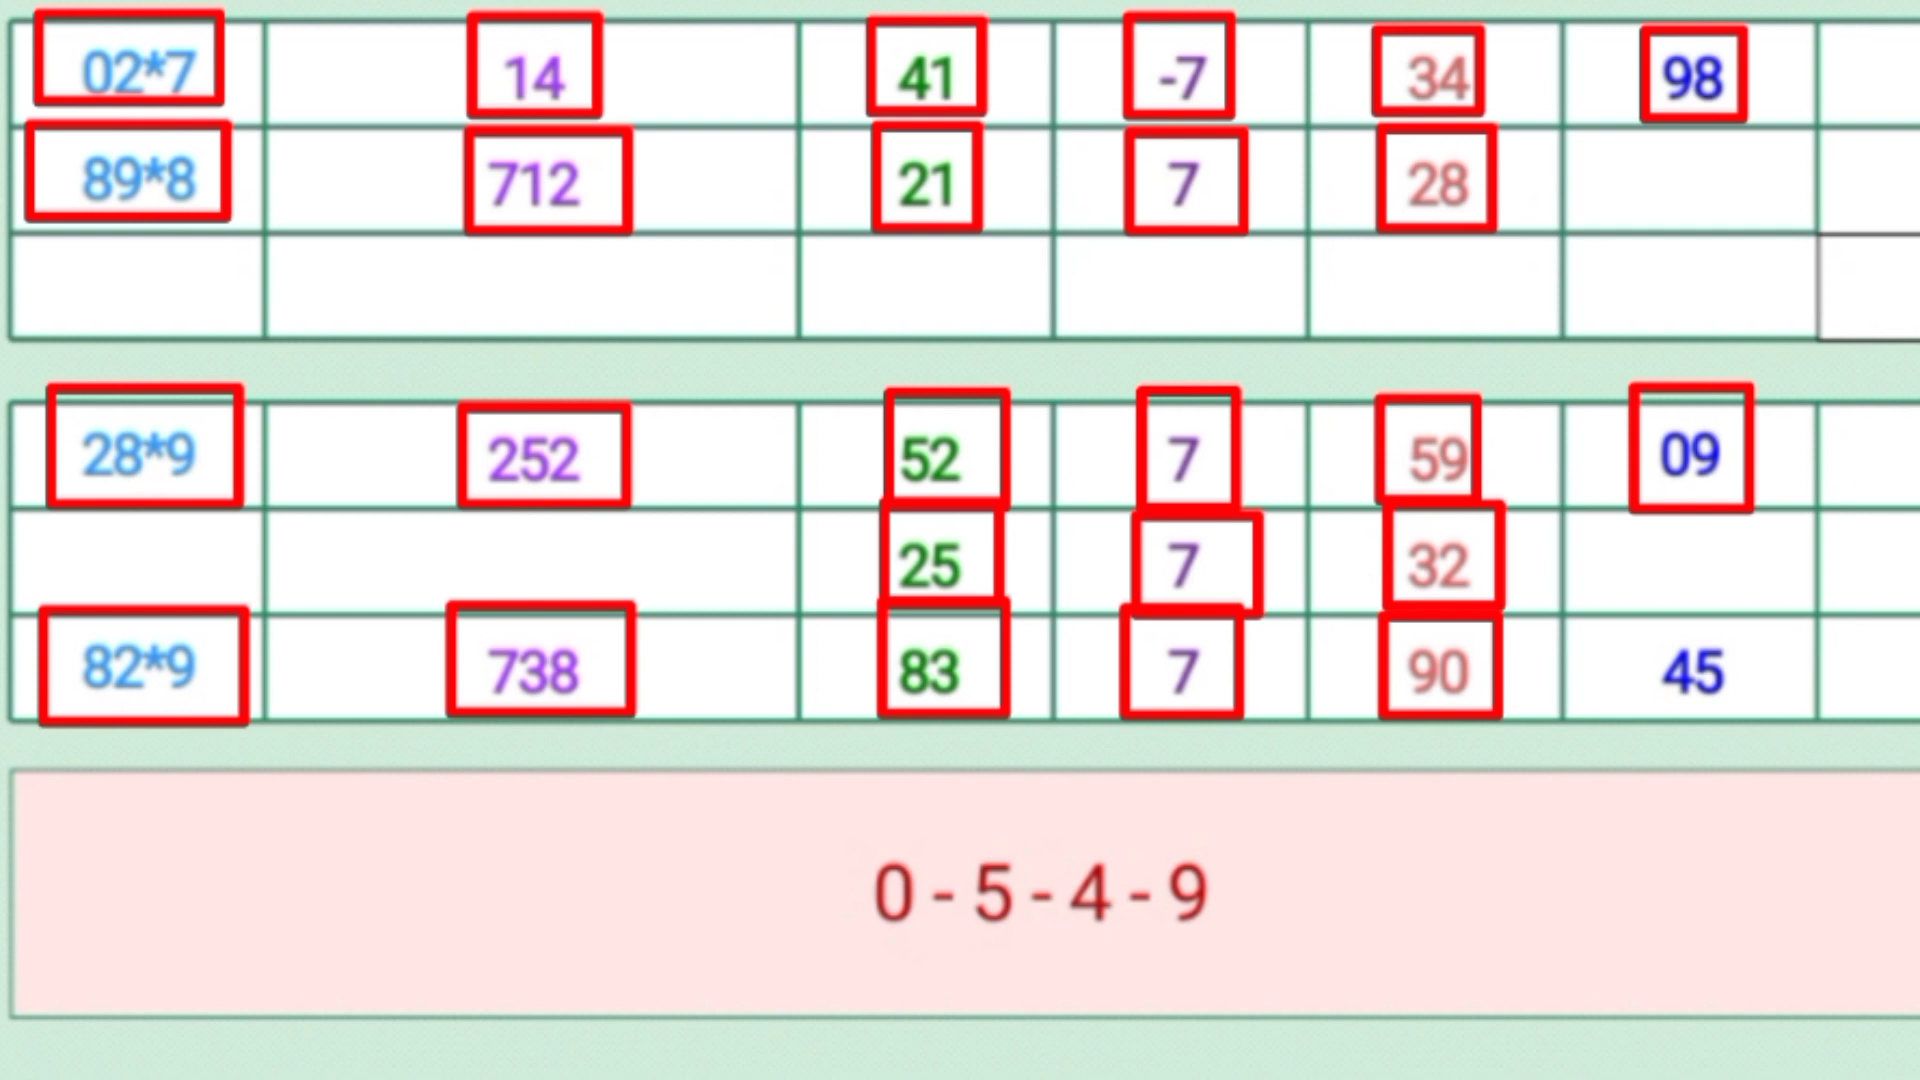 02*7 14 41 -7 34 98
89*8 712 21 7 28
28*9 252 52 7 59 09
25 7 32
82*9 738 83 7 90 45
0 - 5 - 4 - 9